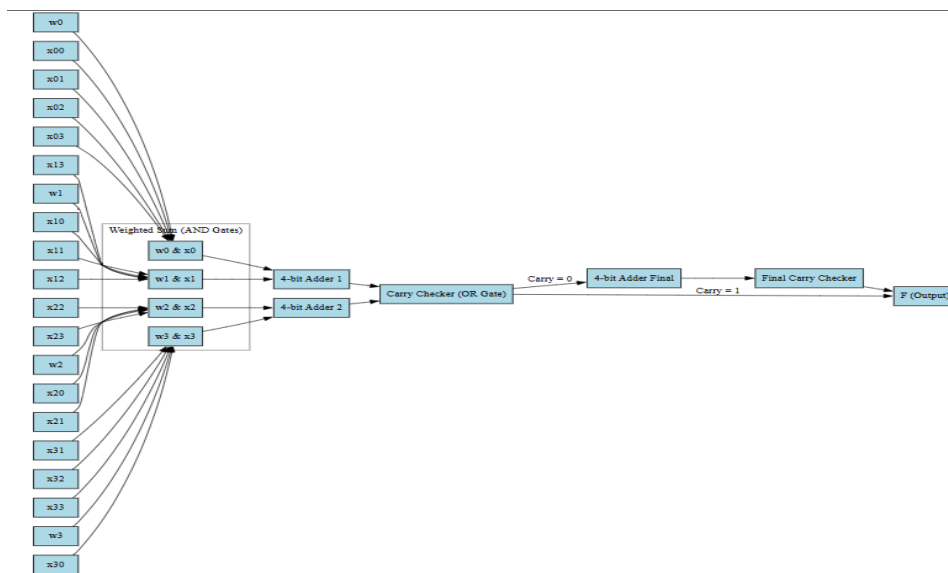 w0
x00
x01
x02
x03
x13
w1
x10
x11
x12
x22
x23
w2
x20
x21
x31
x32
x33
w3
x30
Weighted Sum (AND Gates)
w0 & x0
w1 & x1
w2 & x2
w3 & x3
4-bit Adder 1
4-bit Adder 2
Carry Checker (OR Gate)
Carry = 0
Carry = 1
4-bit Adder Final
Final Carry Checker
F (Output)